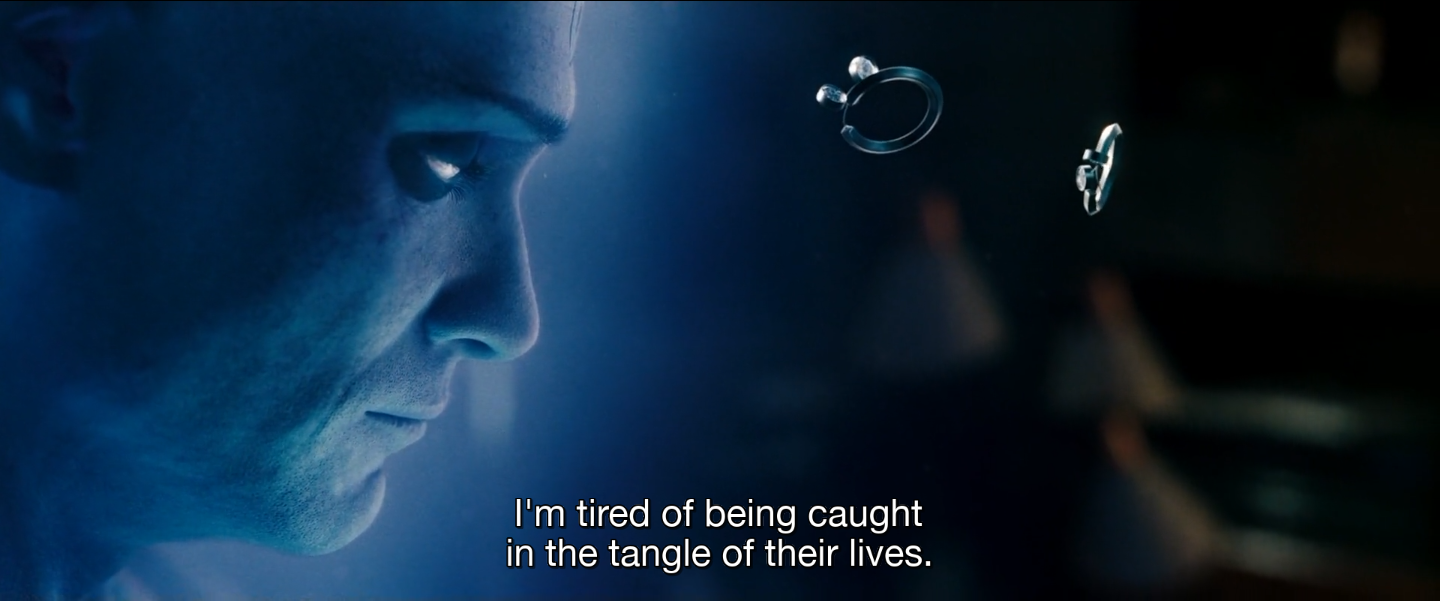 I'm tired of being caught
in the tangle of their lives.